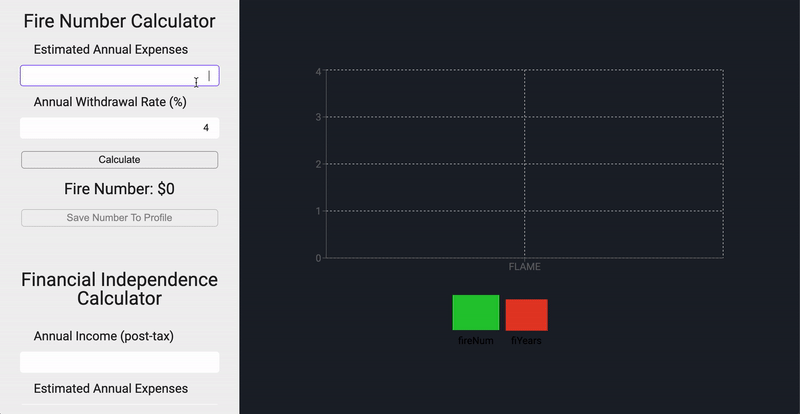 Fire Number Calculator
Estimated Annual Expenses
Annual Withdrawal Rate (%)
4
Calculate
Fire Number: $0
Save Number To Profile
Financial Independence
Calculator
Annual Income (post-tax)
Estimated Annual Expenses
4
3
2
1
0
FLAME
fireNum
fiYears